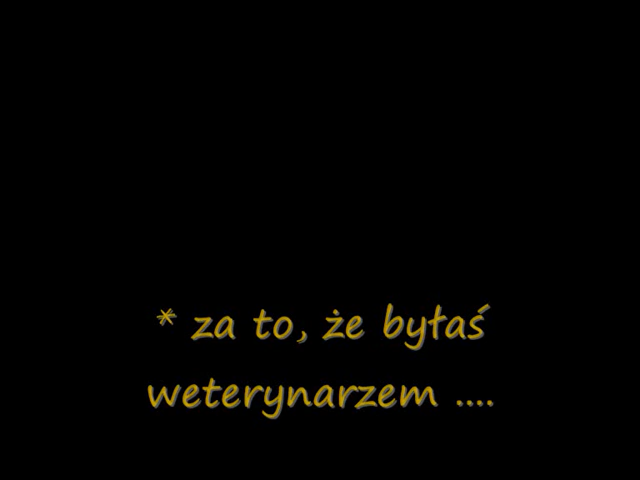 * za to, że byłaś
weterynarzem ....